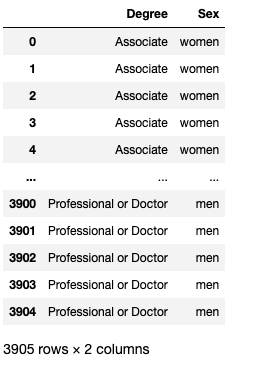 Degree Sex
0 Associate women
1 Associate women
2 Associate women
3 Associate women
4 Associate women
... ... ...
3900 Professional or Doctor men
3901 Professional or Doctor men
3902 Professional or Doctor men
3903 Professional or Doctor men
3904 Professional or Doctor men
3905 rows × 2 columns